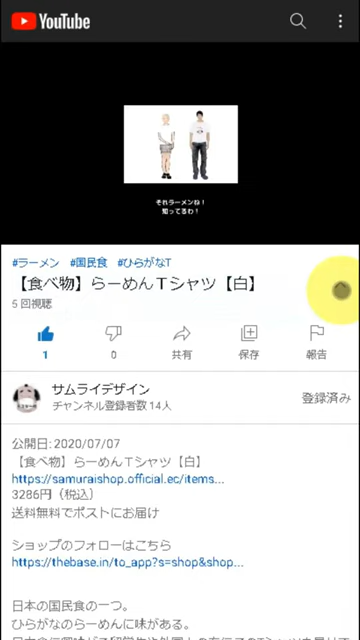 YouTube
それラーメンね！
知ってるわ！
#ラーメン #国民食 #ひらがなT
【食べ物】らーめんＴシャツ【白】
5 回視聴
1
0
共有
保存
報告
サムライデザイン
チャンネル登録者数 14人
登録済み
公開日: 2020/07/07
【食べ物】らーめんＴシャツ【白】
https://samuraishop.official.ec/items...
3286円（税込）
送料無料でポストにお届け
ショップのフォローはこちら
https://thebase.in/to_app?s=shop&shop...
日本の国民食の一つ。
ひらがなのらーめんに味がある。